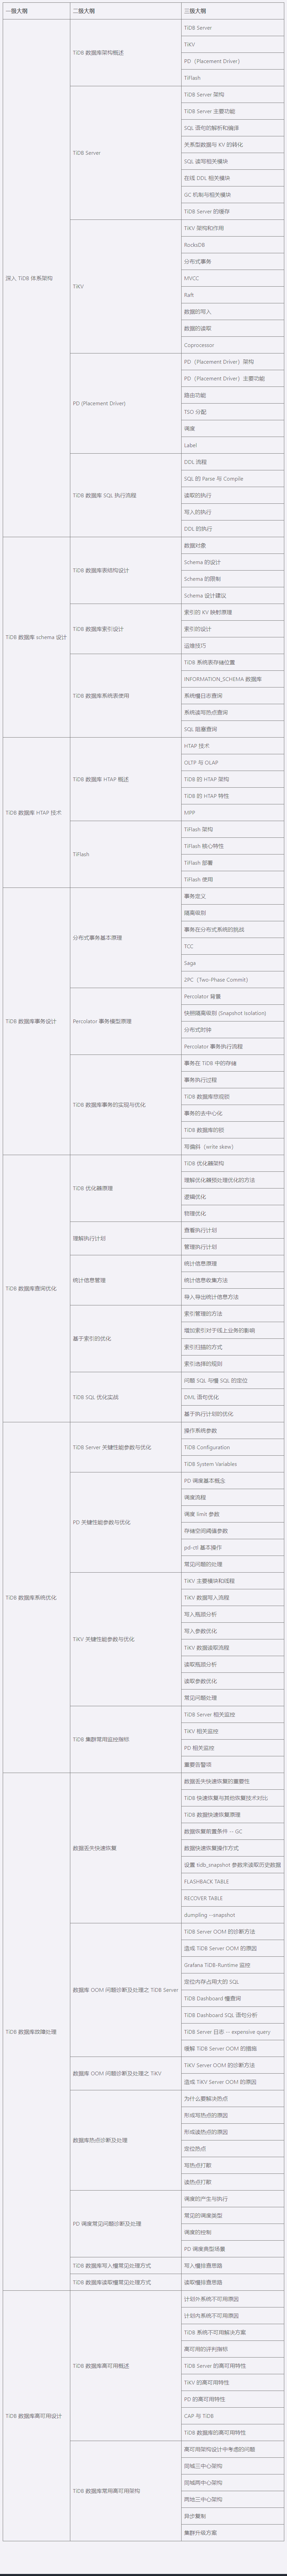 一级大纲 二级大纲 三级大纲
深入 TiDB 体系架构
TiDB 数据库架构概述
TiDB Server
TiKV
PD（Placement Driver）
TiFlash
TiDB Server
TiDB Server 架构
TiDB Server 主要功能
SQL 语句的解析和编译
关系型数据与 KV 的转化
SQL 读写相关模块
在线 DDL 相关模块
GC 机制与相关模块
TiDB Server 的缓存
TiKV
TiKV 架构和作用
RocksDB
分布式事务
MVCC
Raft
数据的写入
数据的读取
Coprocessor
PD (Placement Driver)
PD（Placement Driver）架构
PD（Placement Driver）主要功能
路由功能
TSO 分配
调度
Label
TiDB 数据库 SQL 执行流程
DDL 流程
SQL 的 Parse 与 Compile
读取的执行
写入的执行
DDL 的执行
TiDB 数据库 schema 设计
TiDB 数据库表结构设计
数据对象
Schema 的设计
Schema 的限制
Schema 设计建议
TiDB 数据库索引设计
索引的 KV 映射原理
索引的设计
运维技巧
TiDB 数据库系统表使用
TiDB 系统表存储位置
INFORMATION_SCHEMA 数据库
系统慢日志查询
系统读写热点查询
SQL 阻塞查询
TiDB 数据库 HTAP 技术
TiDB 数据库 HTAP 概述
HTAP 技术
OLTP 与 OLAP
TiDB 的 HTAP 架构
TiDB 的 HTAP 特性
MPP
TiFlash
TiFlash 架构
TiFlash 核心特性
TiFlash 部署
TiFlash 使用
TiDB 数据库事务设计
分布式事务基本原理
事务定义
隔离级别
事务在分布式系统的挑战
TCC
Saga
2PC（Two-Phase Commit）
Percolator 事务模型原理
Percolator 背景
快照隔离级别 (Snapshot Isolation)
分布式时钟
Percolator 事务执行流程
TiDB 数据库事务的实现与优化
事务在 TiDB 中的存储
事务执行过程
TiDB 数据库悲观锁
事务的去中心化
TiDB 数据库的锁
写偏斜（write skew）
TiDB 数据库查询优化
TiDB 优化器原理
TiDB 优化器架构
理解优化器预处理优化的方法
逻辑优化
物理优化
理解执行计划
查看执行计划
管理执行计划
统计信息管理
统计信息原理
统计信息收集方法
导入导出统计信息方法
基于索引的优化
索引管理的方法
增加索引对于线上业务的影响
索引扫描的方式
索引选择的规则
TiDB SQL 优化实战
问题 SQL 与慢 SQL 的定位
DML 语句优化
基于执行计划的优化
TiDB 数据库系统优化
TiDB Server 关键性能参数与优化
操作系统参数
TiDB Configuration
TiDB System Variables
PD 关键性能参数与优化
PD 调度基本概念
调度流程
调度 limit 参数
存储空间阈值参数
pd-ctl 基本操作
常见问题的处理
TiKV 关键性能参数与优化
TiKV 主要模块和线程
TiKV 数据写入流程
写入瓶颈分析
写入参数优化
TiKV 数据读取流程
读取瓶颈分析
读取参数优化
常见问题处理
TiDB 集群常用监控指标
TiDB Server 相关监控
TiKV 相关监控
PD 相关监控
重要告警项
TiDB 数据库故障处理
数据丢失快速恢复
数据丢失快速恢复的重要性
TiDB 快速恢复与其他恢复技术对比
TiDB 数据快速恢复原理
数据恢复前置条件 -- GC
数据快速恢复操作方式
设置 tidb_snapshot 参数来读取历史数据
FLASHBACK TABLE
RECOVER TABLE
dumpling --snapshot
数据库 OOM 问题诊断及处理之 TiDB Server
TiDB Server OOM 的诊断方法
造成 TiDB Server OOM 的原因
Grafana TiDB-Runtime 监控
定位内存占用大的 SQL
TiDB Dashboard 慢查询
TiDB Dashboard SQL 语句分析
TiDB Server 日志 -- expensive query
缓解 TiDB Server OOM 的措施
数据库 OOM 问题诊断及处理之 TiKV
TiKV Server OOM 的诊断方法
造成 TiKV Server OOM 的原因
数据库热点诊断及处理
为什么要解决热点
形成写热点的原因
形成读热点的原因
定位热点
写热点打散
读热点打散
PD 调度常见问题诊断及处理
调度的产生与执行
常见的调度类型
调度的控制
PD 调度典型场景
TiDB 数据库写入慢常见处理方式
写入慢排查思路
TiDB 数据库读取慢常见处理方式
读取慢排查思路
TiDB 数据库高可用设计
TiDB 数据库高可用概述
计划外系统不可用原因
计划内系统不可用原因
TiDB 系统不可用解决方案
高可用的评判指标
TiDB Server 的高可用特性
TiKV 的高可用特性
PD 的高可用特性
CAP 与 TiDB
TiDB 数据库的高可用特性
TiDB 数据库常用高可用架构
高可用架构设计中考虑的问题
同城三中心架构
同城两中心架构
两地三中心架构
异步复制
集群升级方案